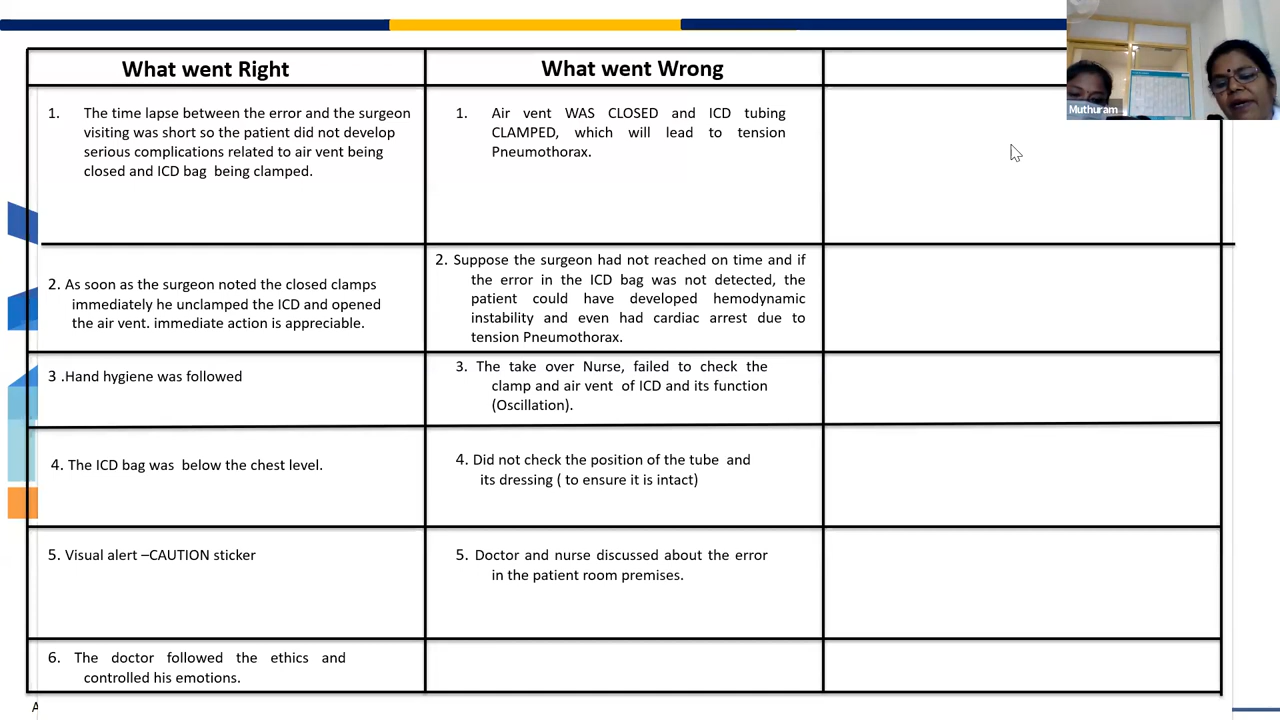 What went Right
What went Wrong
Muthuram
1. The time lapse between the error and the surgeon
visiting was short so the patient did not develop
serious complications related to air vent being
closed and ICD bag being clamped.
1. Air vent WAS CLOSED and ICD tubing
CLAMPED, which will lead to tension
Pneumothorax.
2. As soon as the surgeon noted the closed clamps
immediately he unclamped the ICD and opened
the air vent. immediate action is appreciable.
2. Suppose the surgeon had not reached on time and if
the error in the ICD bag was not detected, the
patient could have developed hemodynamic
instability and even had cardiac arrest due to
tension Pneumothorax.
3 .Hand hygiene was followed
3. The take over Nurse, failed to check the
clamp and air vent of ICD and its function
(Oscillation).
4. The ICD bag was below the chest level.
4. Did not check the position of the tube and
its dressing ( to ensure it is intact)
5. Visual alert –CAUTION sticker
5. Doctor and nurse discussed about the error
in the patient room premises.
6. The doctor followed the ethics and
controlled his emotions.